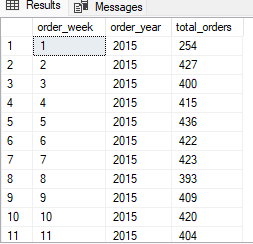 Results Messages
order_week order_year total_orders
1 1 2015 254
2 2 2015 427
3 3 2015 400
4 4 2015 415
5 5 2015 436
6 6 2015 422
7 7 2015 423
8 8 2015 393
9 9 2015 409
10 10 2015 420
11 11 2015 404